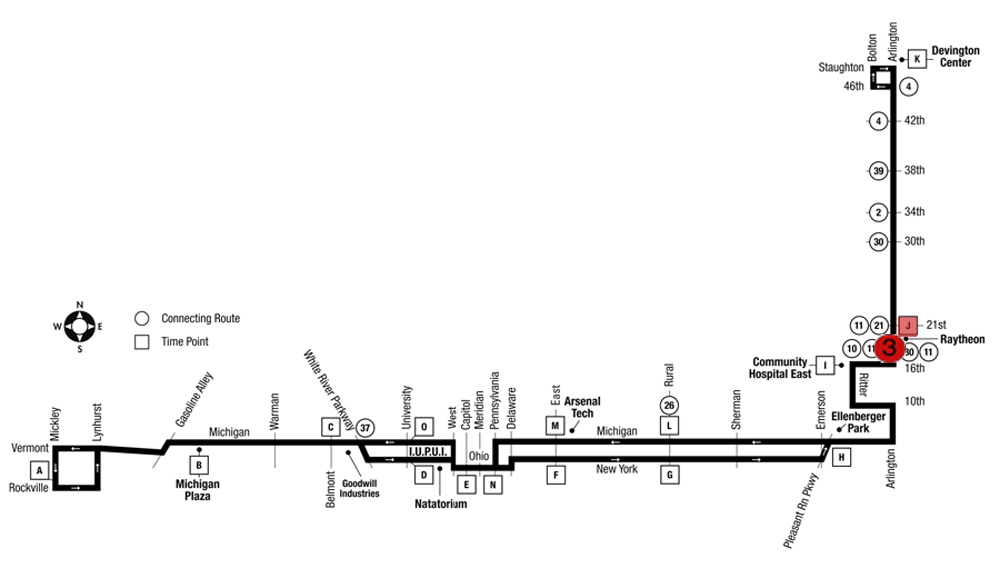 Bolton
Arlington
K
Devington
Center
Staughton
46th
4
4
42th
39
38th
2
34th
30
30th
N
W
E
S
Connecting Route
Time Point
11
21
J
21st
Raytheon
10
3
11
16th
Community
Hospital East
I
Ritter
10th
Mickley
Lynhurst
Gasoline Alley
Warman
White River Parkway
C
37
University
O
West
Capitol
Meridian
Pennsylvania
Delaware
East
M
Arsenal
Tech
Rural
26
L
Sherman
Emerson
Ellenberger
Park
Vermont
Michigan
I.U.P.U.I.
Ohio
Michigan
A
B
Michigan
Plaza
Goodwill
Industries
D
E
N
F
New York
G
H
Rockville
Belmont
Natatorium
Pleasant Rn Pkwy
Arlington